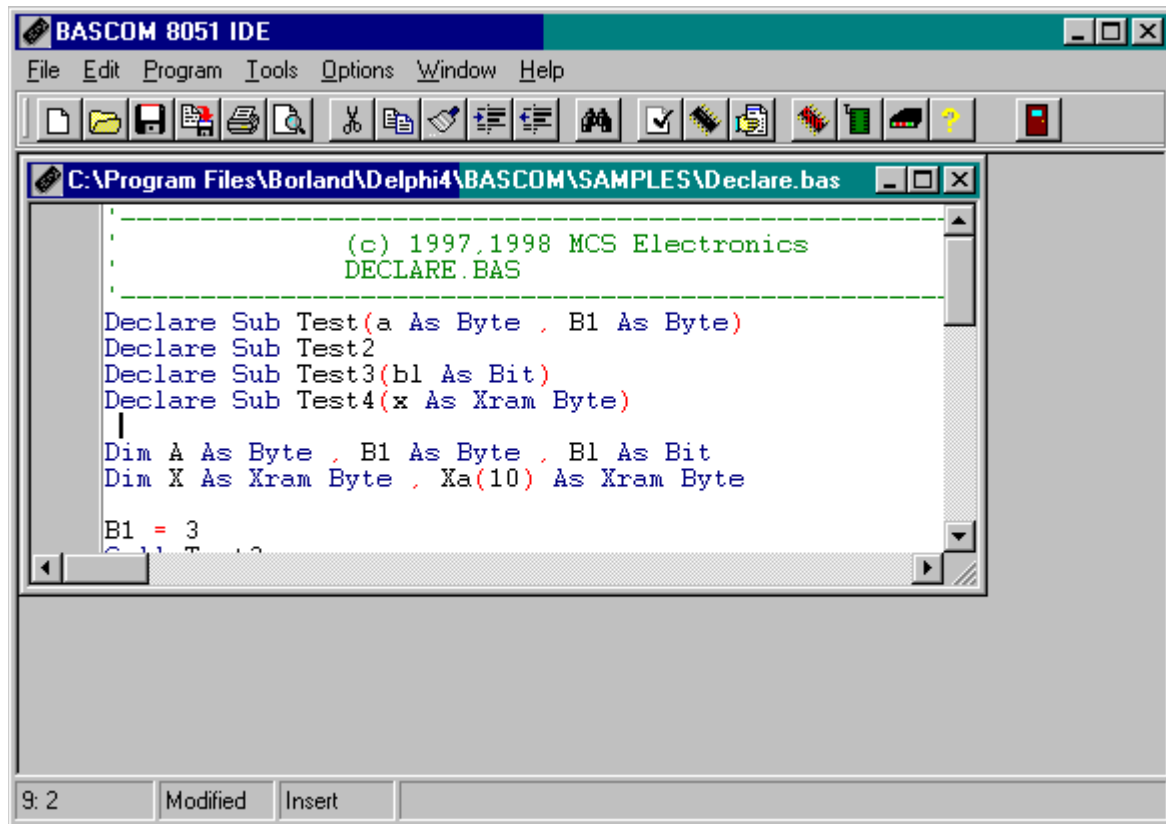 BASCOM 8051 IDE
File Edit Program Tools Options Window Help
C:\Program Files\Borland\Delphi4\BASCOM\SAMPLES\Declare.bas
'
' (c) 1997,1998 MCS Electronics
' DECLARE.BAS
'
Declare Sub Test(a As Byte , B1 As Byte)
Declare Sub Test2
Declare Sub Test3(bl As Bit)
Declare Sub Test4(x As Xram Byte)
Dim A As Byte , B1 As Byte , Bl As Bit
Dim X As Xram Byte , Xa(10) As Xram Byte
B1 = 3
9: 2 Modified Insert